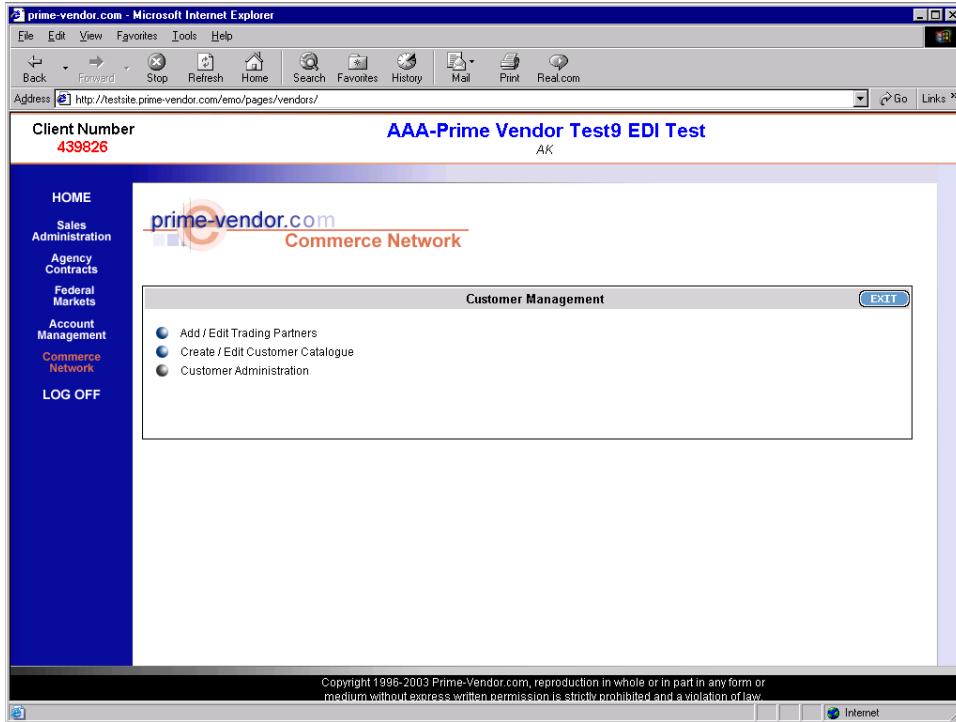 prime-vendor.com - Microsoft Internet Explorer
File Edit View Favorites Tools Help
Back Forward Stop Refresh Home Search Favorites History Mail Print Real.com
Address http://testsite.prime-vendor.com/emo/pages/vendors/ Go Links »
Client Number
439826
AAA-Prime Vendor Test9 EDI Test
AK
HOME
Sales
Administration
Agency
Contracts
Federal
Markets
Account
Management
Commerce
Network
LOG OFF
prime-vendor.com
Commerce Network
Customer Management EXIT
Add / Edit Trading Partners
Create / Edit Customer Catalogue
Customer Administration
Copyright 1996-2003 Prime-Vendor.com, reproduction in whole or in part in any form or
medium without express written permission is strictly prohibited and a violation of law.
Internet